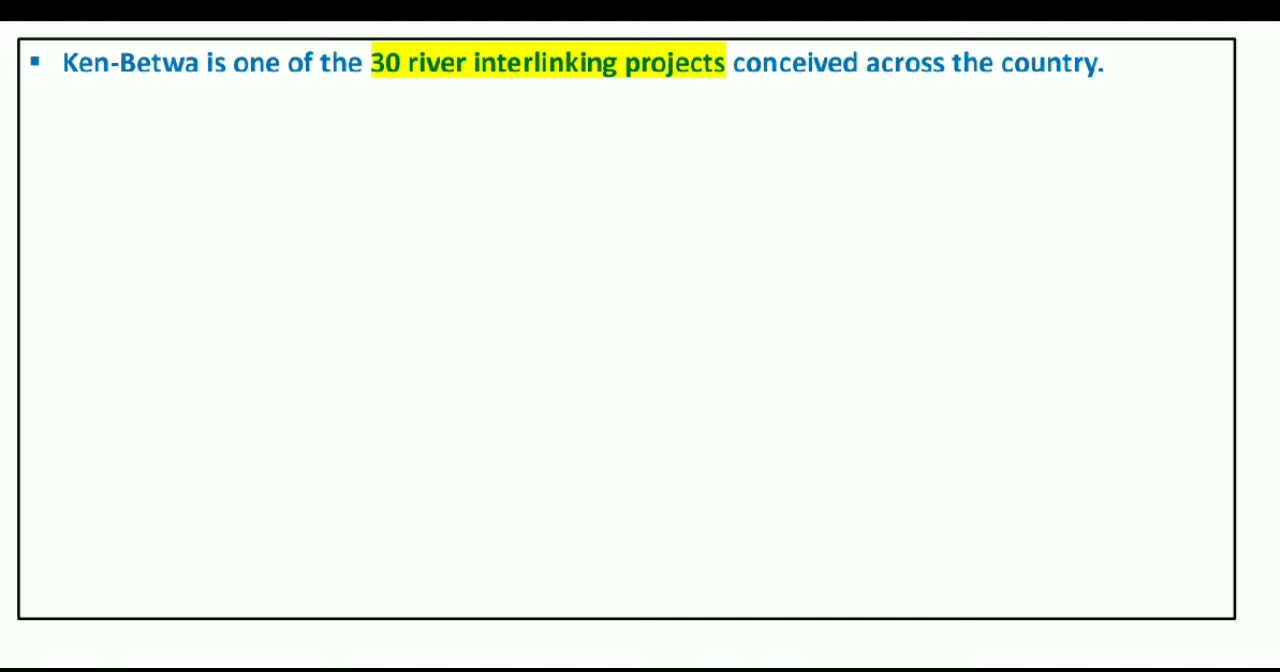 ▪ Ken-Betwa is one of the 30 river interlinking projects conceived across the country.